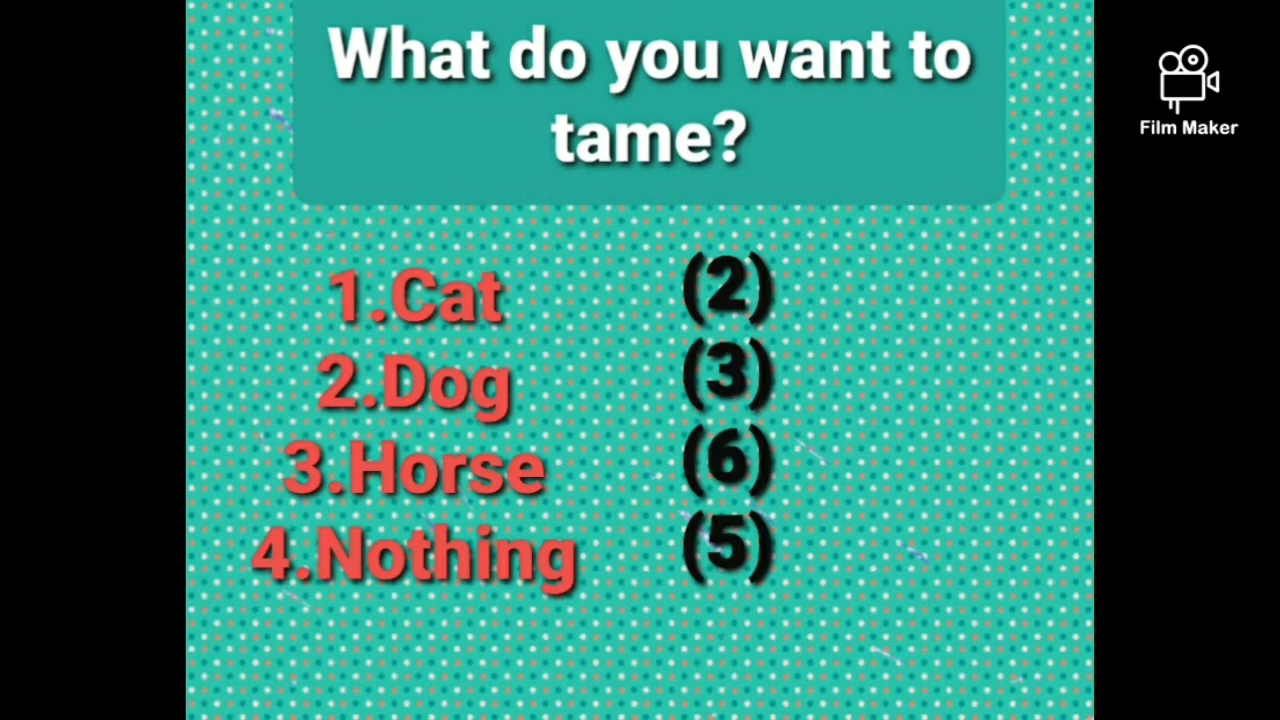 What do you want to
tame?
Film Maker
1.Cat (2)
2.Dog (3)
3.Horse (6)
4.Nothing (5)